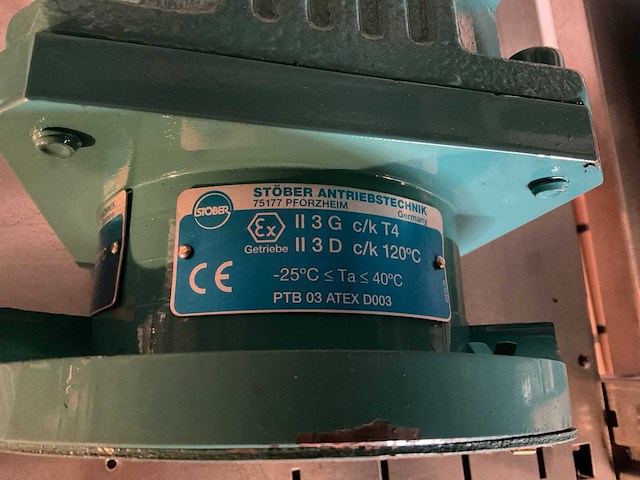 STÖBER
STÖBER ANTRIEBSTECHNIK
75177 PFORZHEIM Germany
Ex II 3 G c/k T4
Getriebe II 3 D c/k 120°C
CE
-25°C ≤ Ta ≤ 40°C
PTB 03 ATEX D003